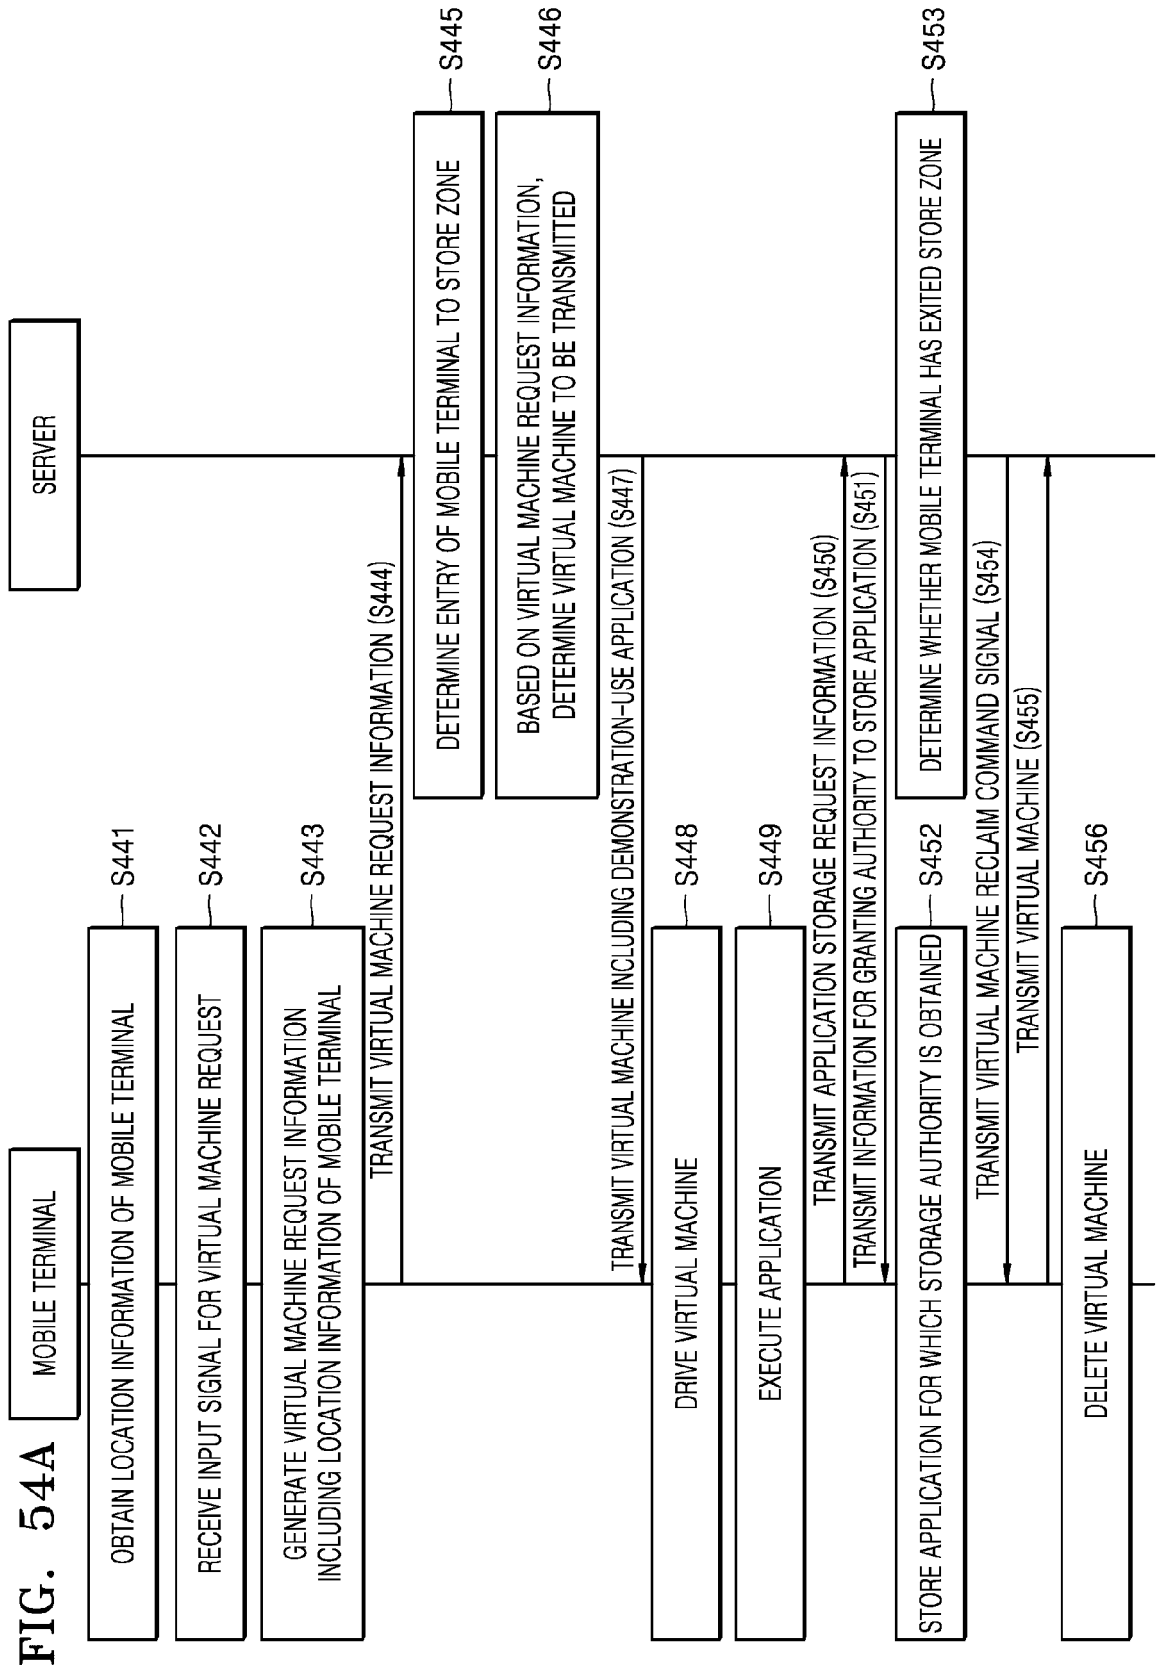 FIG. 54A
MOBILE TERMINAL
SERVER
OBTAIN LOCATION INFORMATION OF MOBILE TERMINAL
S441
RECEIVE INPUT SIGNAL FOR VIRTUAL MACHINE REQUEST
S442
GENERATE VIRTUAL MACHINE REQUEST INFORMATION
INCLUDING LOCATION INFORMATION OF MOBILE TERMINAL
S443
TRANSMIT VIRTUAL MACHINE REQUEST INFORMATION (S444)
DETERMINE ENTRY OF MOBILE TERMINAL TO STORE ZONE
S445
BASED ON VIRTUAL MACHINE REQUEST INFORMATION,
DETERMINE VIRTUAL MACHINE TO BE TRANSMITTED
S446
TRANSMIT VIRTUAL MACHINE INCLUDING DEMONSTRATION-USE APPLICATION (S447)
DRIVE VIRTUAL MACHINE
S448
EXECUTE APPLICATION
S449
TRANSMIT APPLICATION STORAGE REQUEST INFORMATION (S450)
TRANSMIT INFORMATION FOR GRANTING AUTHORITY TO STORE APPLICATION (S451)
STORE APPLICATION FOR WHICH STORAGE AUTHORITY IS OBTAINED
S452
DETERMINE WHETHER MOBILE TERMINAL HAS EXITED STORE ZONE
S453
TRANSMIT VIRTUAL MACHINE RECLAIM COMMAND SIGNAL (S454)
TRANSMIT VIRTUAL MACHINE (S455)
DELETE VIRTUAL MACHINE
S456